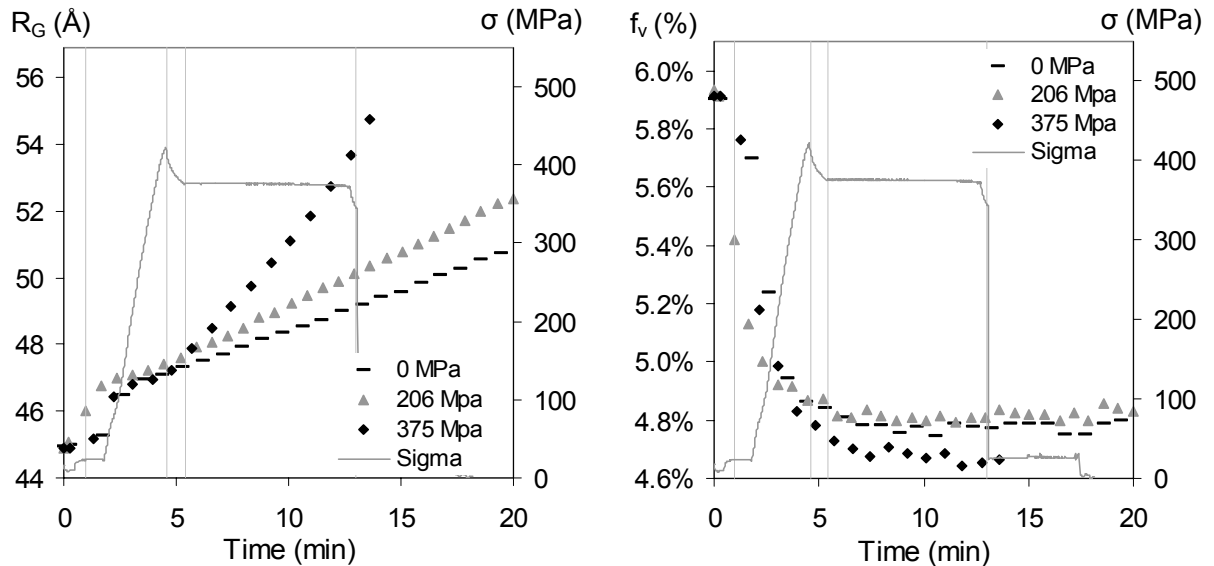 R_G (Å) σ (MPa)
56
54
52
50
48
46
44
500
400
300
200
100
0
0 MPa
206 Mpa
375 Mpa
Sigma
0 5 10 15 20
Time (min)
f_v (%) σ (MPa)
6.0%
5.8%
5.6%
5.4%
5.2%
5.0%
4.8%
4.6%
500
400
300
200
100
0
0 MPa
206 Mpa
375 Mpa
Sigma
0 5 10 15 20
Time (min)